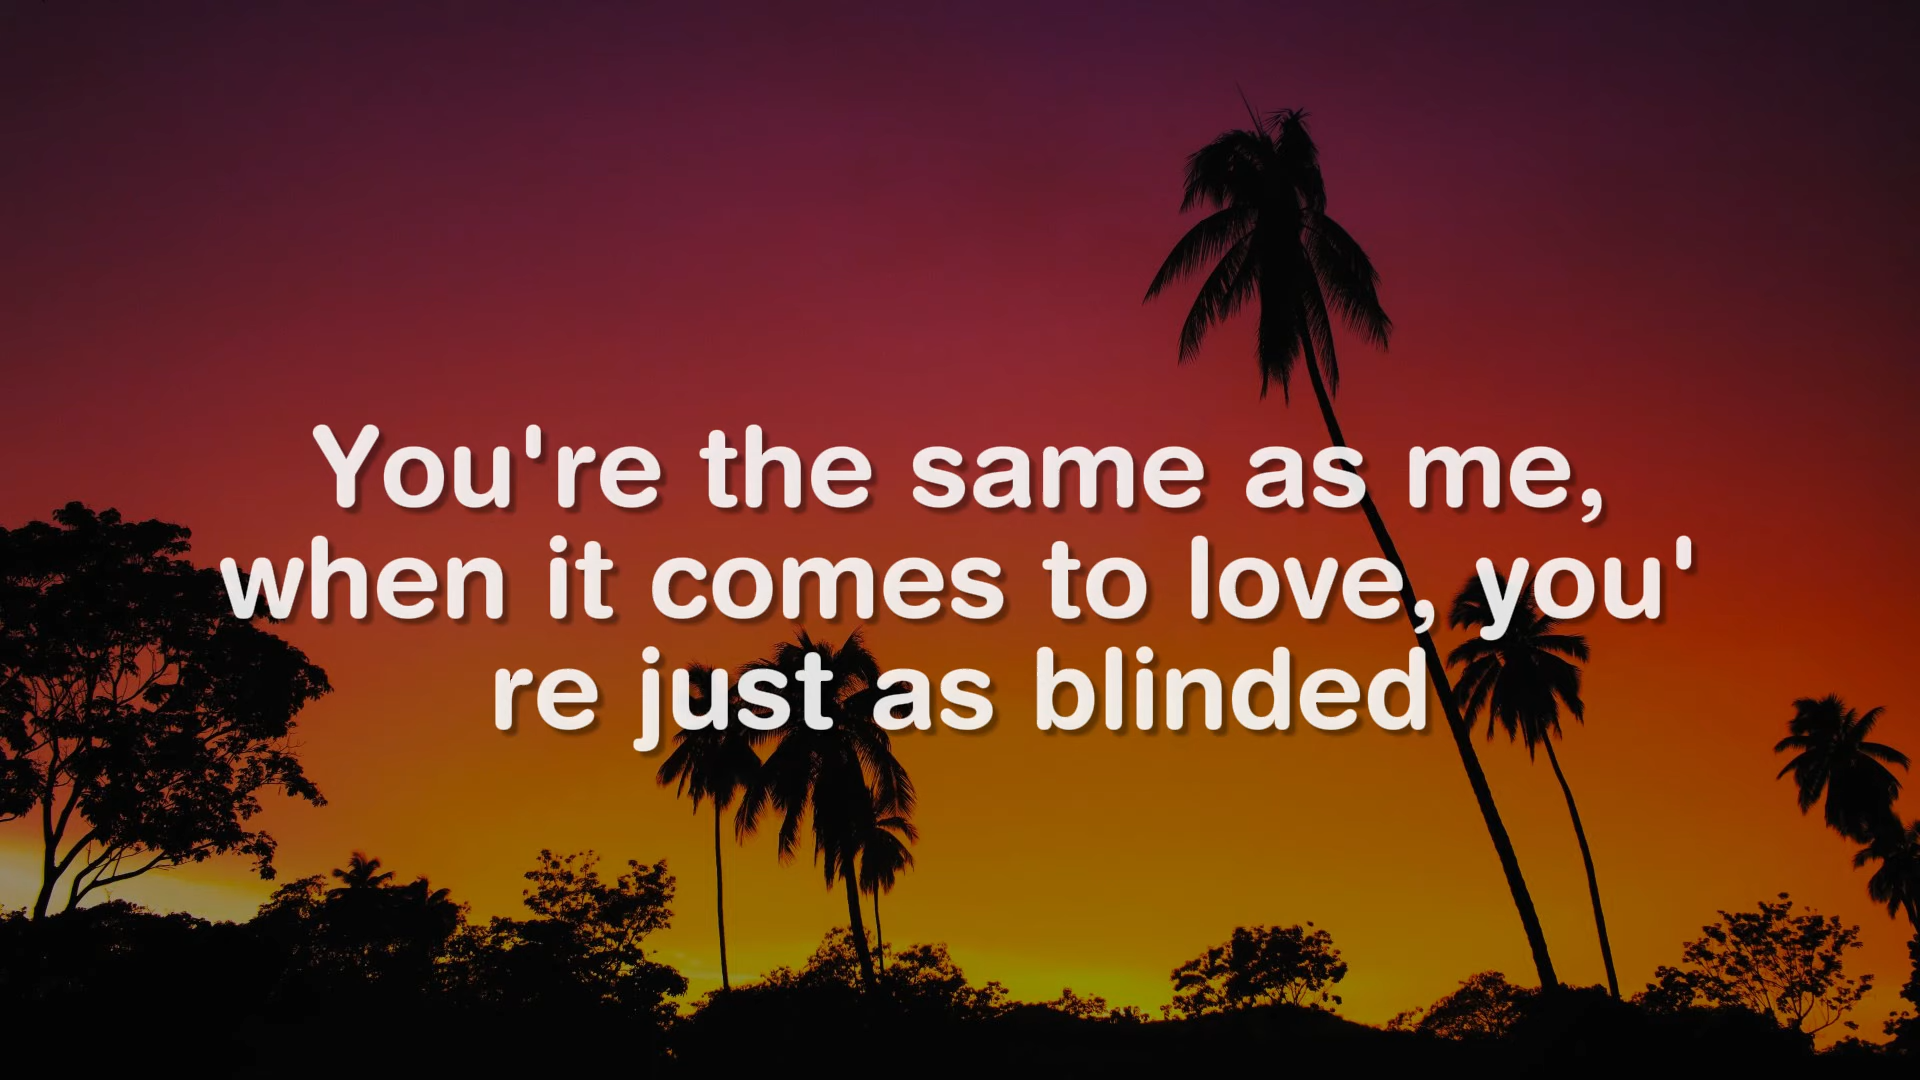 You're the same as me,
when it comes to love, you'
re just as blinded